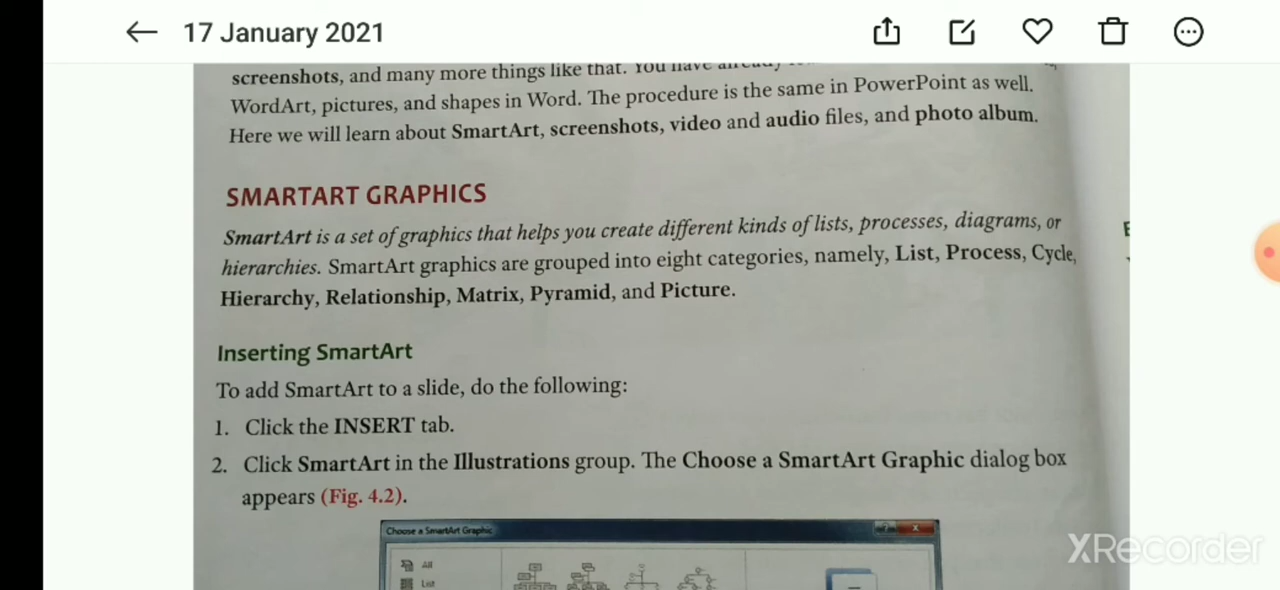 17 January 2021
screenshots, and many more things like that. You have
WordArt, pictures, and shapes in Word. The procedure is the same in PowerPoint as well.
Here we will learn about SmartArt, screenshots, video and audio files, and photo album.
SMARTART GRAPHICS
SmartArt is a set of graphics that helps you create different kinds of lists, processes, diagrams, or
hierarchies. SmartArt graphics are grouped into eight categories, namely, List, Process, Cycle,
Hierarchy, Relationship, Matrix, Pyramid, and Picture.
Inserting SmartArt
To add SmartArt to a slide, do the following:
1. Click the INSERT tab.
2. Click SmartArt in the Illustrations group. The Choose a SmartArt Graphic dialog box
appears (Fig. 4.2).
Choose a SmartArt Graphic
All
List
XRecorder